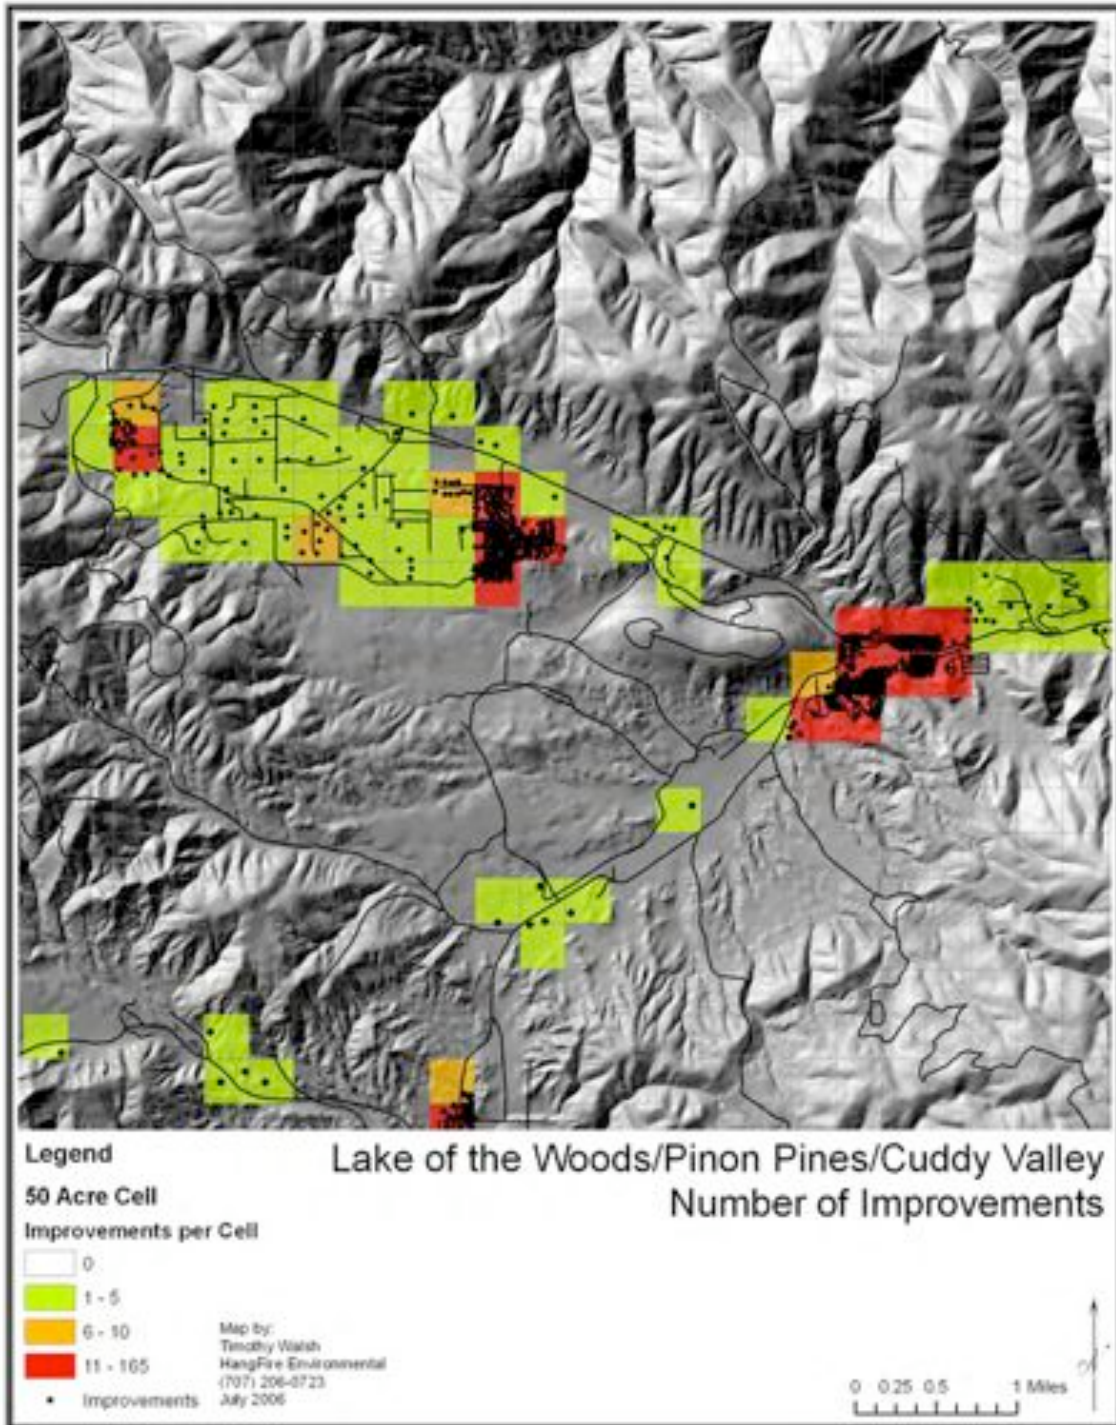 Lake of the Woods/Pinon Pines/Cuddy Valley
Number of Improvements
Legend
50 Acre Cell
Improvements per Cell
0
1 - 5
6 - 10
11 - 165
Improvements
Map by:
Timothy Walsh
HangFire Environmental
(707) 206-0723
July 2006
0 0.25 0.5 1 Miles